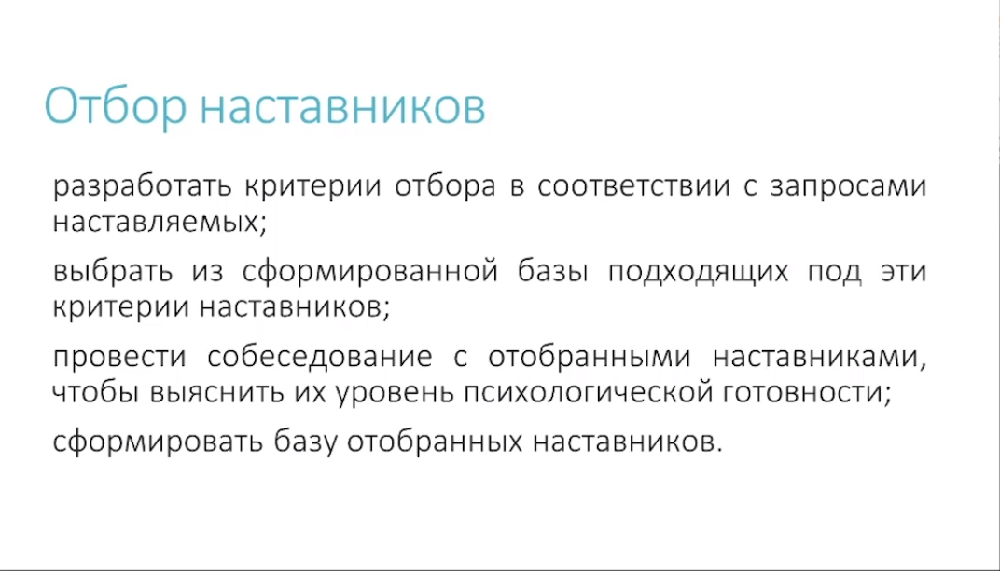 Отбор наставников
разработать критерии отбора в соответствии с запросами
наставляемых;
выбрать из сформированной базы подходящих под эти
критерии наставников;
провести собеседование с отобранными наставниками,
чтобы выяснить их уровень психологической готовности;
сформировать базу отобранных наставников.